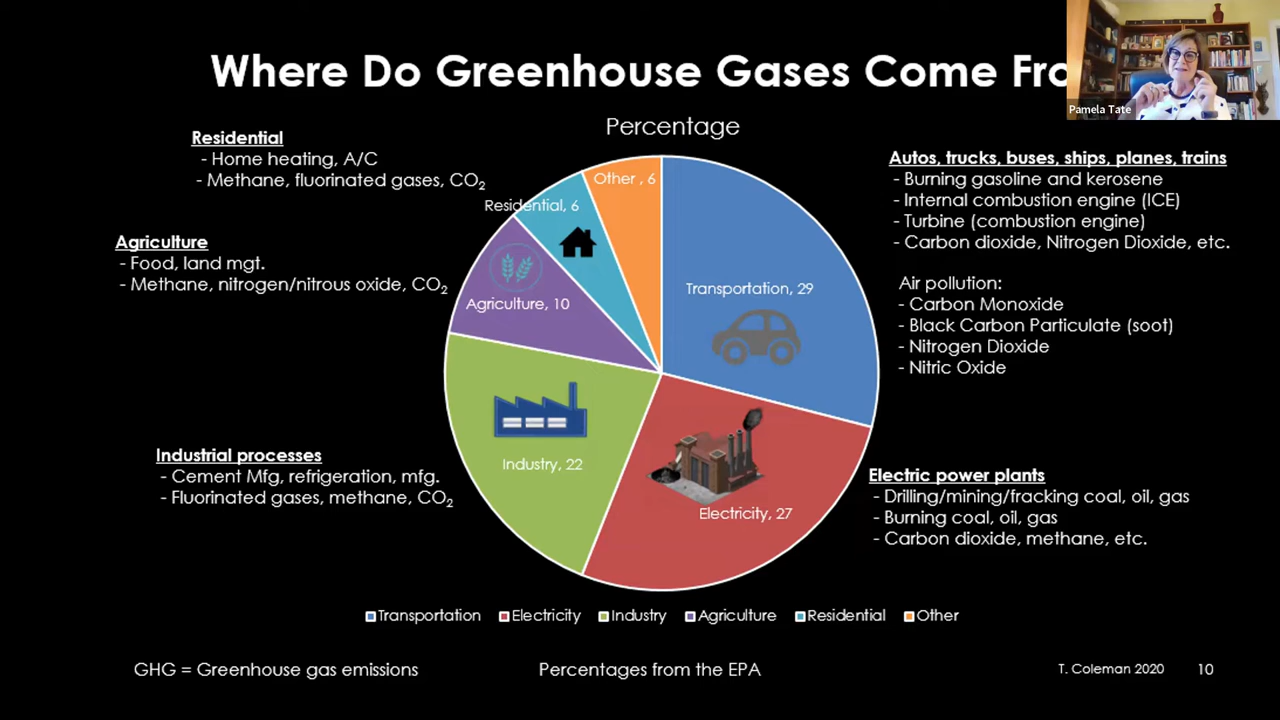 Where Do Greenhouse Gases Come Fro
Pamela Tate
Percentage
Residential
- Home heating, A/C
- Methane, fluorinated gases, CO₂
Agriculture
- Food, land mgt.
- Methane, nitrogen/nitrous oxide, CO₂
Industrial processes
- Cement Mfg, refrigeration, mfg.
- Fluorinated gases, methane, CO₂
Other , 6
Residential, 6
Agriculture, 10
Transportation, 29
Industry, 22
Electricity, 27
Autos, trucks, buses, ships, planes, trains
- Burning gasoline and kerosene
- Internal combustion engine (ICE)
- Turbine (combustion engine)
- Carbon dioxide, Nitrogen Dioxide, etc.
Air pollution:
- Carbon Monoxide
- Black Carbon Particulate (soot)
- Nitrogen Dioxide
- Nitric Oxide
Electric power plants
- Drilling/mining/fracking coal, oil, gas
- Burning coal, oil, gas
- Carbon dioxide, methane, etc.
Transportation Electricity Industry Agriculture Residential Other
GHG = Greenhouse gas emissions
Percentages from the EPA
T. Coleman 2020
10